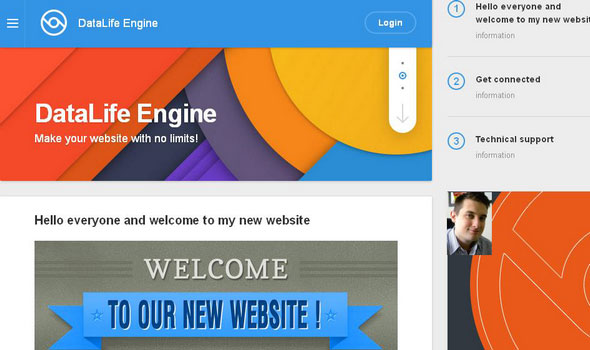 DataLife Engine
Login
DataLife Engine
Make your website with no limits!
Hello everyone and welcome to my new website
WELCOME
TO OUR NEW WEBSITE !
1
Hello everyone and
welcome to my new websit
information
2
Get connected
information
3
Technical support
information